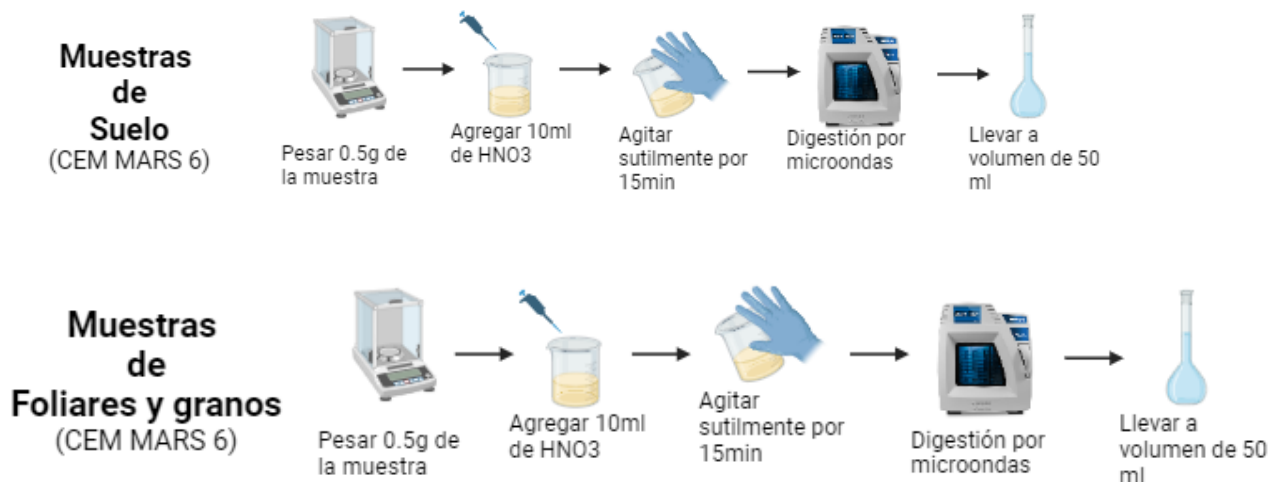 Muestras
de
Suelo
(CEM MARS 6)
Pesar 0.5g de
la muestra
Agregar 10ml
de HNO3
Agitar
sutilmente por
15min
Digestión por
microondas
Llevar a
volumen de 50
ml
Muestras
de
Foliares y granos
(CEM MARS 6)
Pesar 0.5g de
la muestra
Agregar 10ml
de HNO3
Agitar
sutilmente por
15min
Digestión por
microondas
Llevar a
volumen de 50
ml